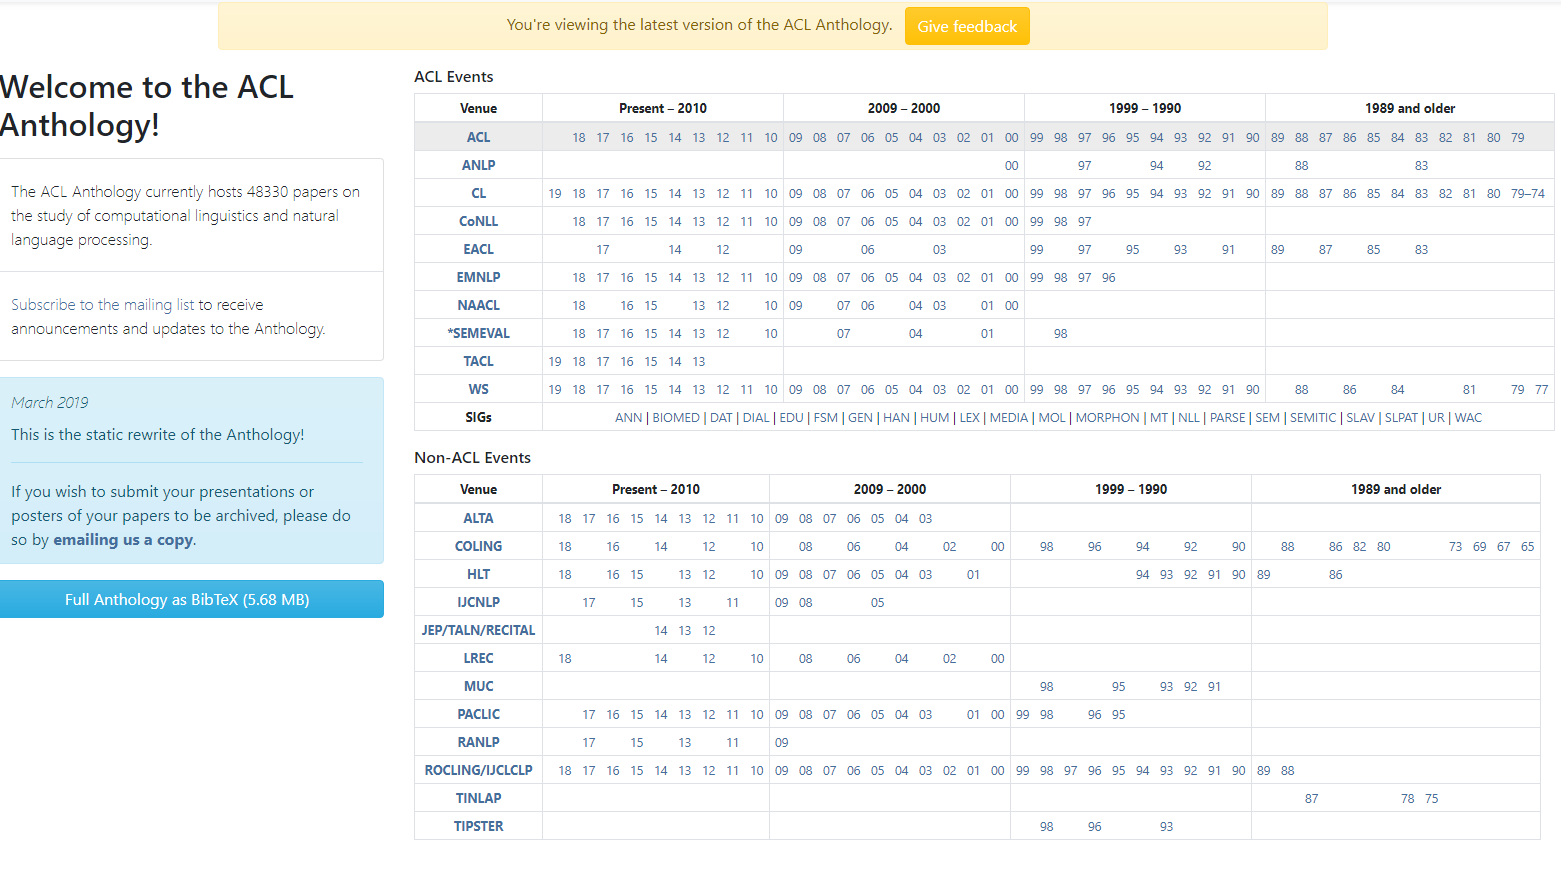 You're viewing the latest version of the ACL Anthology. Give feedback
Welcome to the ACL
Anthology!
The ACL Anthology currently hosts 48330 papers on
the study of computational linguistics and natural
language processing.
Subscribe to the mailing list to receive
announcements and updates to the Anthology.
March 2019
This is the static rewrite of the Anthology!
If you wish to submit your presentations or
posters of your papers to be archived, please do
so by emailing us a copy.
Full Anthology as BibTeX (5.68 MB)
ACL Events
Venue Present – 2010 2009 – 2000 1999 – 1990 1989 and older
ACL 18 17 16 15 14 13 12 11 10 09 08 07 06 05 04 03 02 01 00 99 98 97 96 95 94 93 92 91 90 89 88 87 86 85 84 83 82 81 80 79
ANLP 00 97 94 92 88 83
CL 19 18 17 16 15 14 13 12 11 10 09 08 07 06 05 04 03 02 01 00 99 98 97 96 95 94 93 92 91 90 89 88 87 86 85 84 83 82 81 80 79–74
CoNLL 18 17 16 15 14 13 12 11 10 09 08 07 06 05 04 03 02 01 00 99 98 97
EACL 17 14 12 09 06 03 99 97 95 93 91 89 87 85 83
EMNLP 18 17 16 15 14 13 12 11 10 09 08 07 06 05 04 03 02 01 00 99 98 97 96
NAACL 18 16 15 13 12 10 09 07 06 04 03 01 00
*SEMEVAL 18 17 16 15 14 13 12 10 07 04 01 98
TACL 19 18 17 16 15 14 13
WS 19 18 17 16 15 14 13 12 11 10 09 08 07 06 05 04 03 02 01 00 99 98 97 96 95 94 93 92 91 90 88 86 84 81 79 77
SIGs ANN | BIOMED | DAT | DIAL | EDU | FSM | GEN | HAN | HUM | LEX | MEDIA | MOL | MORPHON | MT | NLL | PARSE | SEM | SEMITIC | SLAV | SLPAT | UR | WAC
Non-ACL Events
Venue Present – 2010 2009 – 2000 1999 – 1990 1989 and older
ALTA 18 17 16 15 14 13 12 11 10 09 08 07 06 05 04 03
COLING 18 16 14 12 10 08 06 04 02 00 98 96 94 92 90 88 86 82 80 73 69 67 65
HLT 18 16 15 13 12 10 09 08 07 06 05 04 03 01 94 93 92 91 90 89 86
IJCNLP 17 15 13 11 09 08 05
JEP/TALN/RECITAL 14 13 12
LREC 18 14 12 10 08 06 04 02 00
MUC 98 95 93 92 91
PACLIC 17 16 15 14 13 12 11 10 09 08 07 06 05 04 03 01 00 99 98 96 95
RANLP 17 15 13 11 09
ROCLING/IJCLCLP 18 17 16 15 14 13 12 11 10 09 08 07 06 05 04 03 02 01 00 99 98 97 96 95 94 93 92 91 90 89 88
TINLAP 87 78 75
TIPSTER 98 96 93